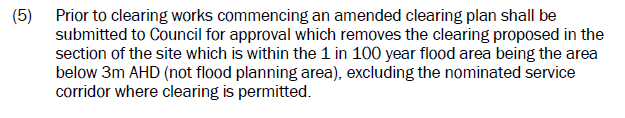 (5) Prior to clearing works commencing an amended clearing plan shall be
submitted to Council for approval which removes the clearing proposed in the
section of the site which is within the 1 in 100 year flood area being the area
below 3m AHD (not flood planning area), excluding the nominated service
corridor where clearing is permitted.